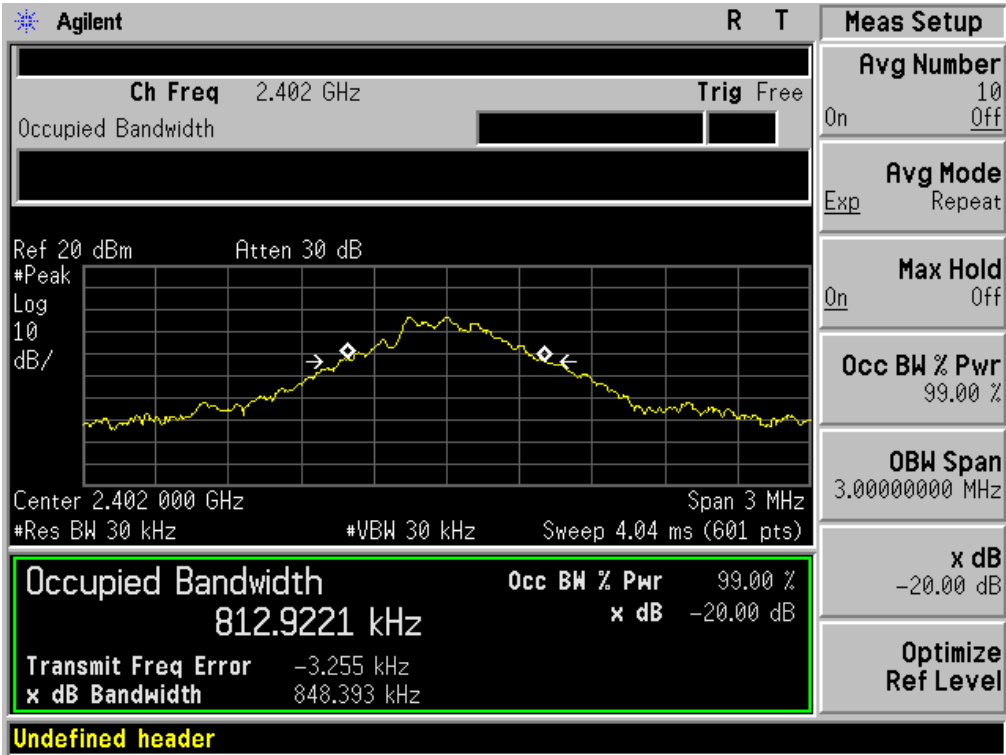 Agilent R T
Ch Freq 2.402 GHz Trig Free
Occupied Bandwidth
Ref 20 dBm Atten 30 dB
#Peak
Log
10
dB/
Center 2.402 000 GHz Span 3 MHz
#Res BW 30 kHz #VBW 30 kHz Sweep 4.04 ms (601 pts)
Occupied Bandwidth Occ BW % Pwr 99.00 %
812.9221 kHz x dB -20.00 dB
Transmit Freq Error -3.255 kHz
x dB Bandwidth 848.393 kHz
Undefined header
Meas Setup
Avg Number
10
On Off
Avg Mode
Exp Repeat
Max Hold
On Off
Occ BW % Pwr
99.00 %
OBW Span
3.00000000 MHz
x dB
-20.00 dB
Optimize
Ref Level